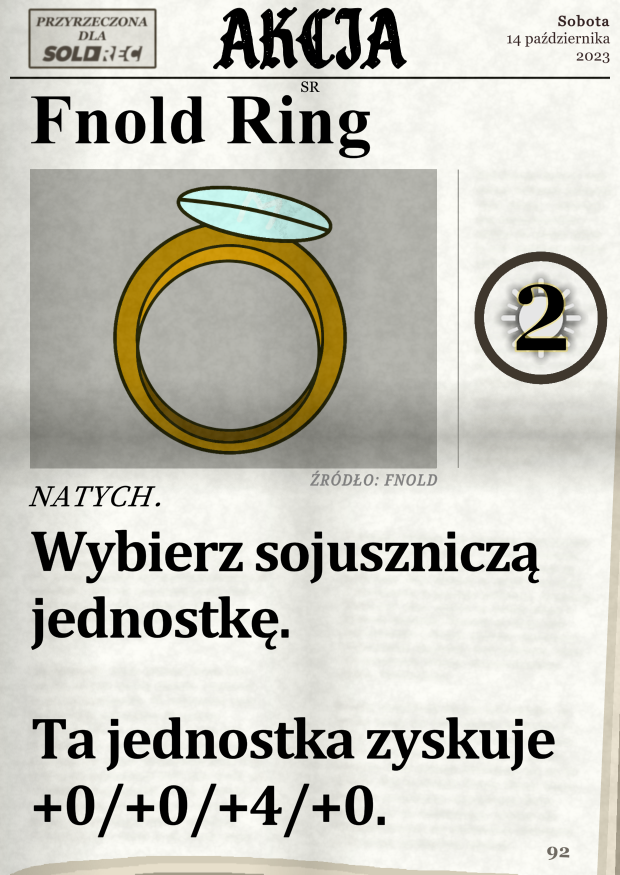 PRZYRZECZONA
DLA
SOLDREC
AKCJA
Sobota
14 października
2023
SR
Fnold Ring
2
ŹRÓDŁO: FNOLD
NATYCH.
Wybierz sojuszniczą
jednostkę.
Ta jednostka zyskuje
+0/+0/+4/+0.
92